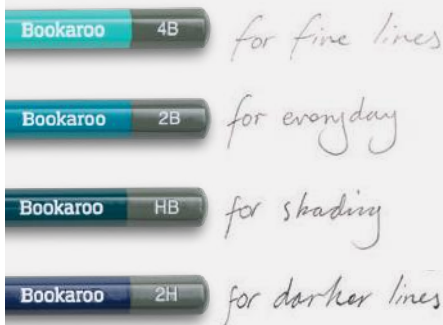 Bookaroo 4B for fine lines
Bookaroo 2B for everyday
Bookaroo HB for shading
Bookaroo 2H for darker lines